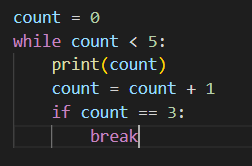 count = 0
while count < 5:
    print(count)
    count = count + 1
    if count == 3:
        break